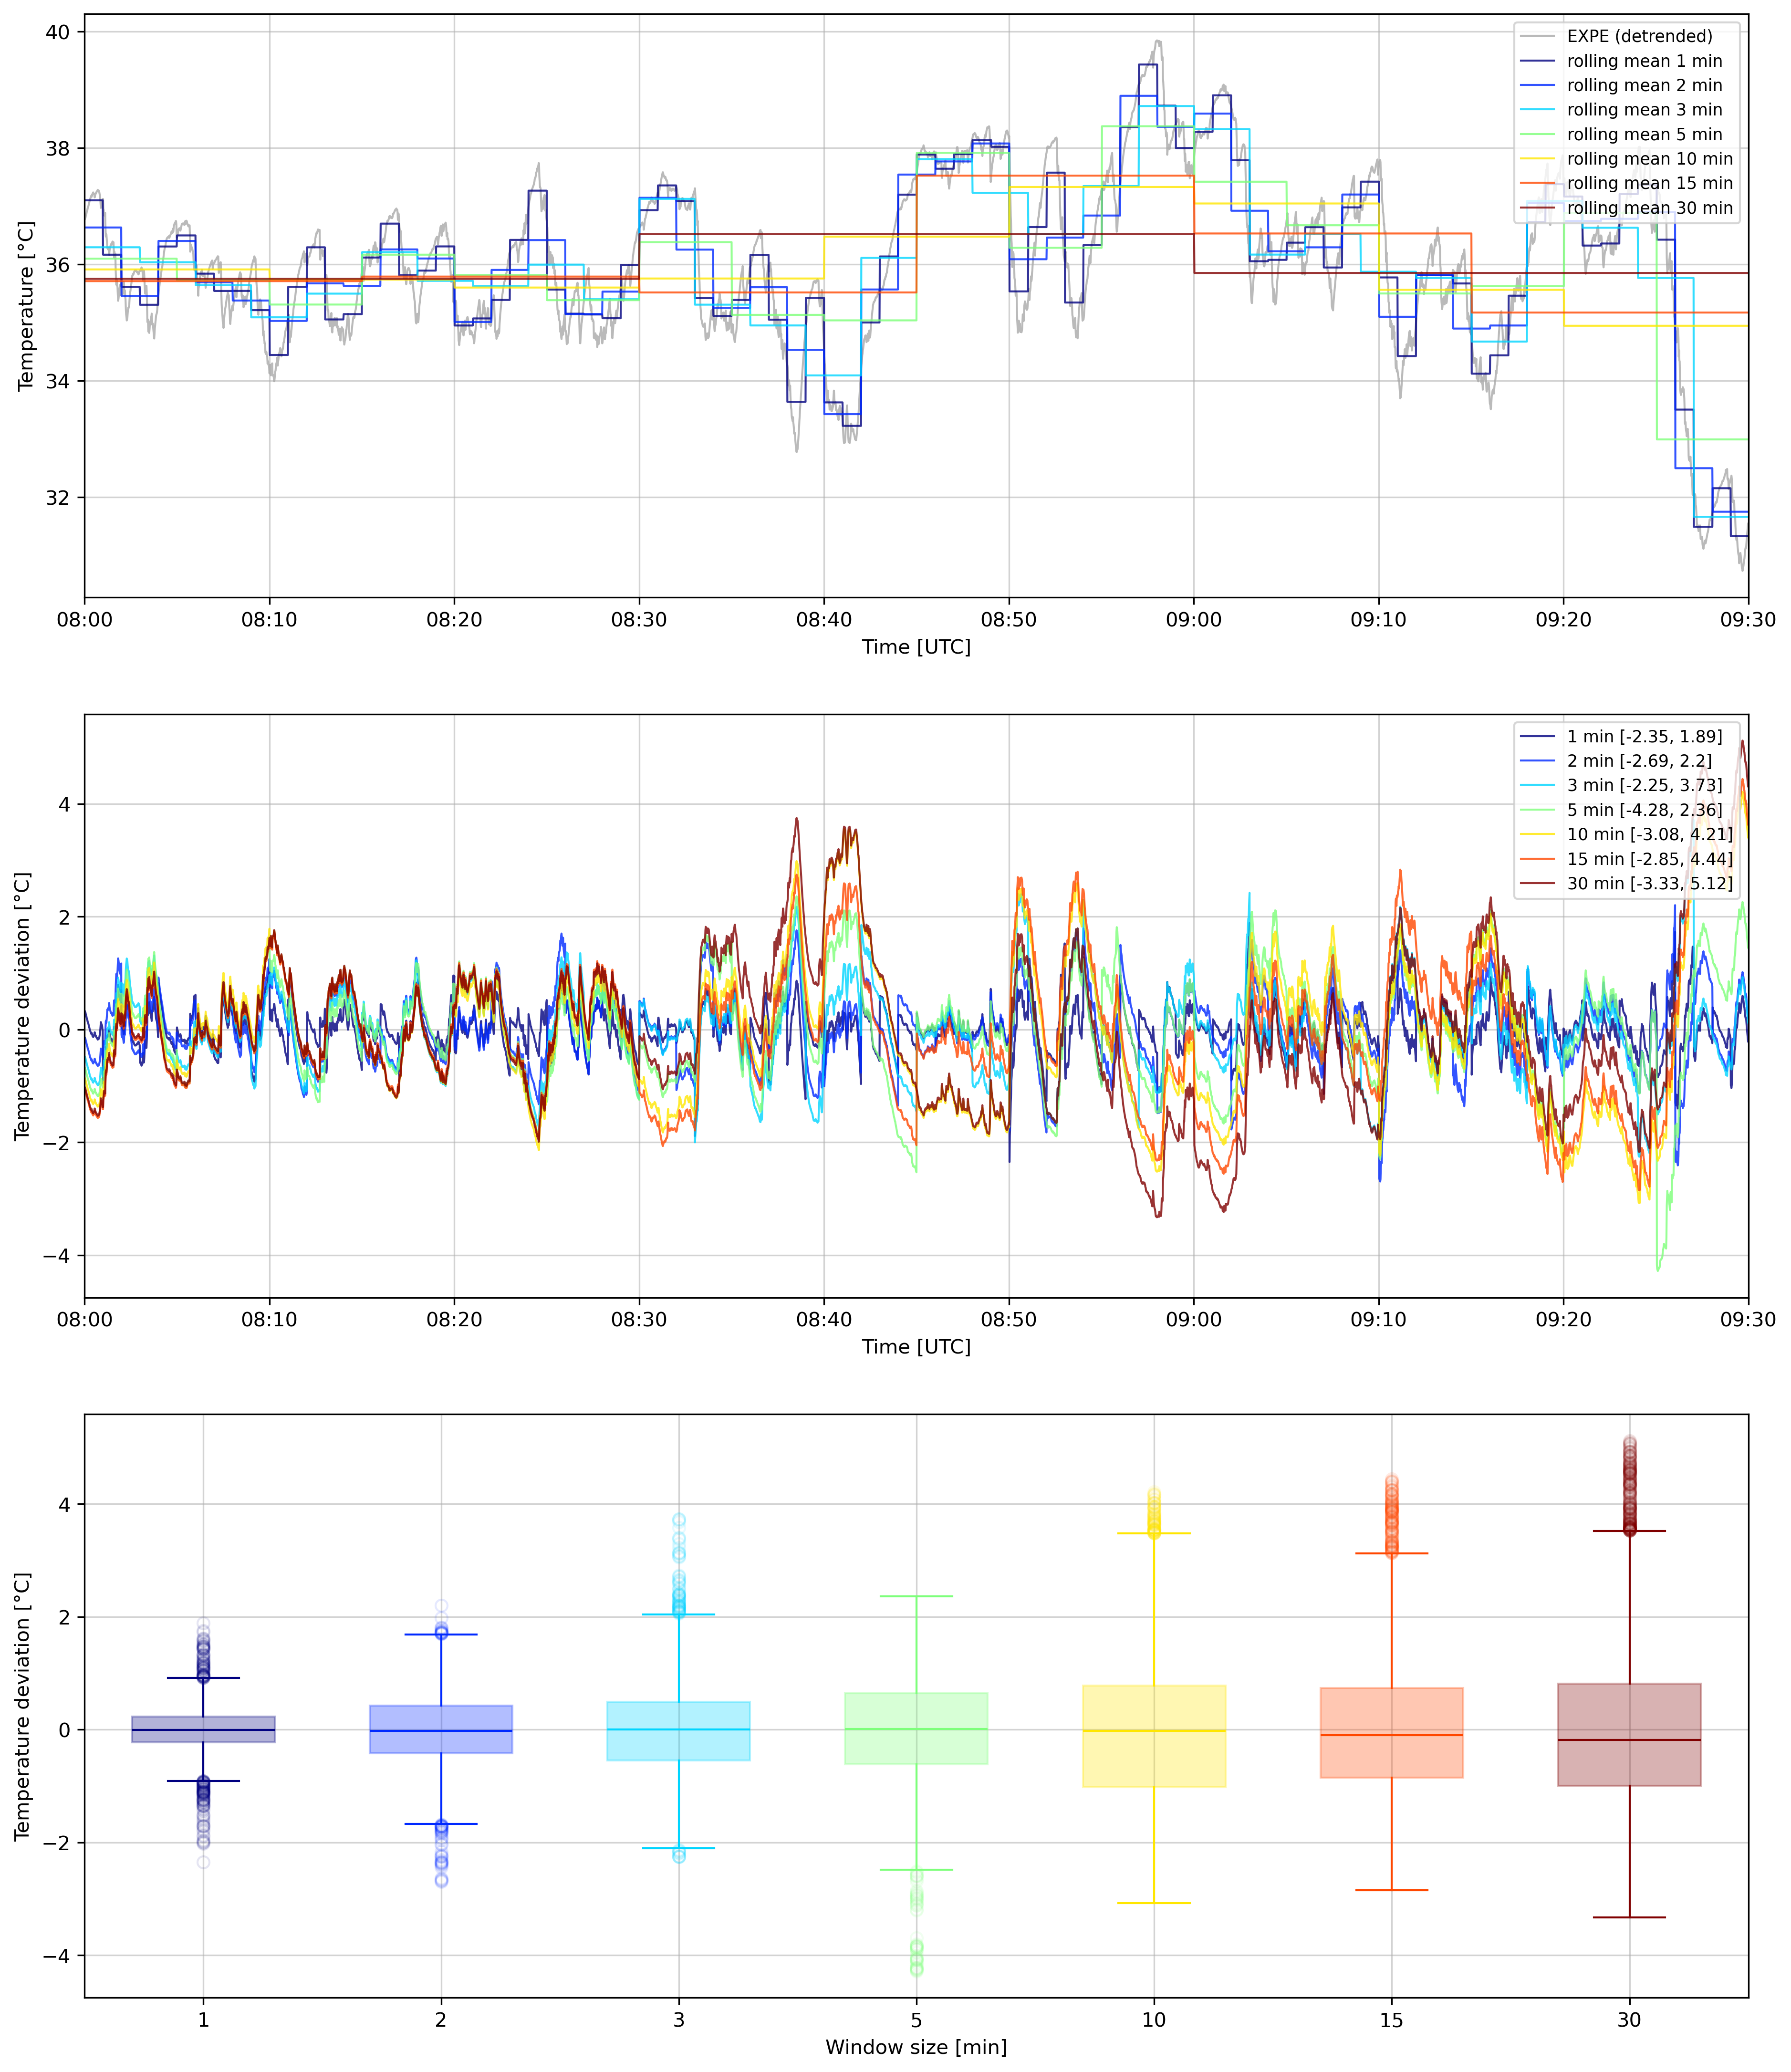 40
38
36
34
32
Temperature [°C]
EXPE (detrended)
rolling mean 1 min
rolling mean 2 min
rolling mean 3 min
rolling mean 5 min
rolling mean 10 min
rolling mean 15 min
rolling mean 30 min
08:00 08:10 08:20 08:30 08:40 08:50 09:00 09:10 09:20 09:30
Time [UTC]
4
2
0
−2
−4
Temperature deviation [°C]
1 min [-2.35, 1.89]
2 min [-2.69, 2.2]
3 min [-2.25, 3.73]
5 min [-4.28, 2.36]
10 min [-3.08, 4.21]
15 min [-2.85, 4.44]
30 min [-3.33, 5.12]
08:00 08:10 08:20 08:30 08:40 08:50 09:00 09:10 09:20 09:30
Time [UTC]
4
2
0
−2
−4
Temperature deviation [°C]
1 2 3 5 10 15 30
Window size [min]